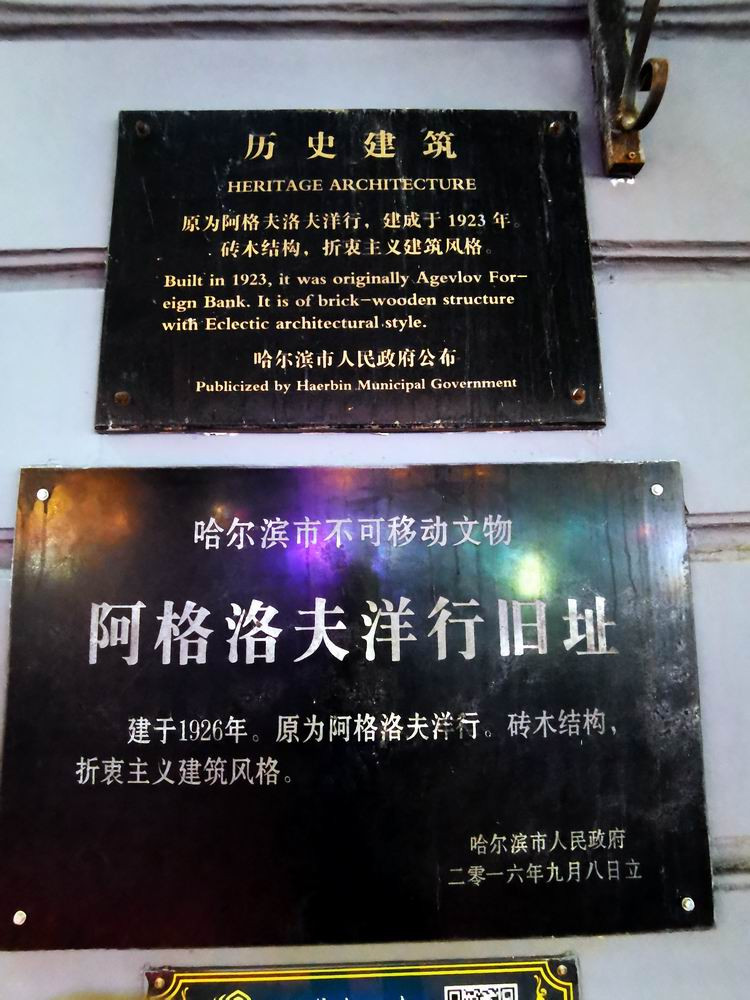 历史建筑
HERITAGE ARCHITECTURE
原为阿格夫洛夫洋行，建成于 1923 年。
砖木结构，折衷主义建筑风格。
Built in 1923, it was originally Agevlov For-
eign Bank. It is of brick-wooden structure
with Eclectic architectural style.
哈尔滨市人民政府公布
Publicized by Haerbin Municipal Government
哈尔滨市不可移动文物
阿格洛夫洋行旧址
建于1926年。原为阿格洛夫洋行。砖木结构，
折衷主义建筑风格。
哈尔滨市人民政府
二零一六年九月八日立